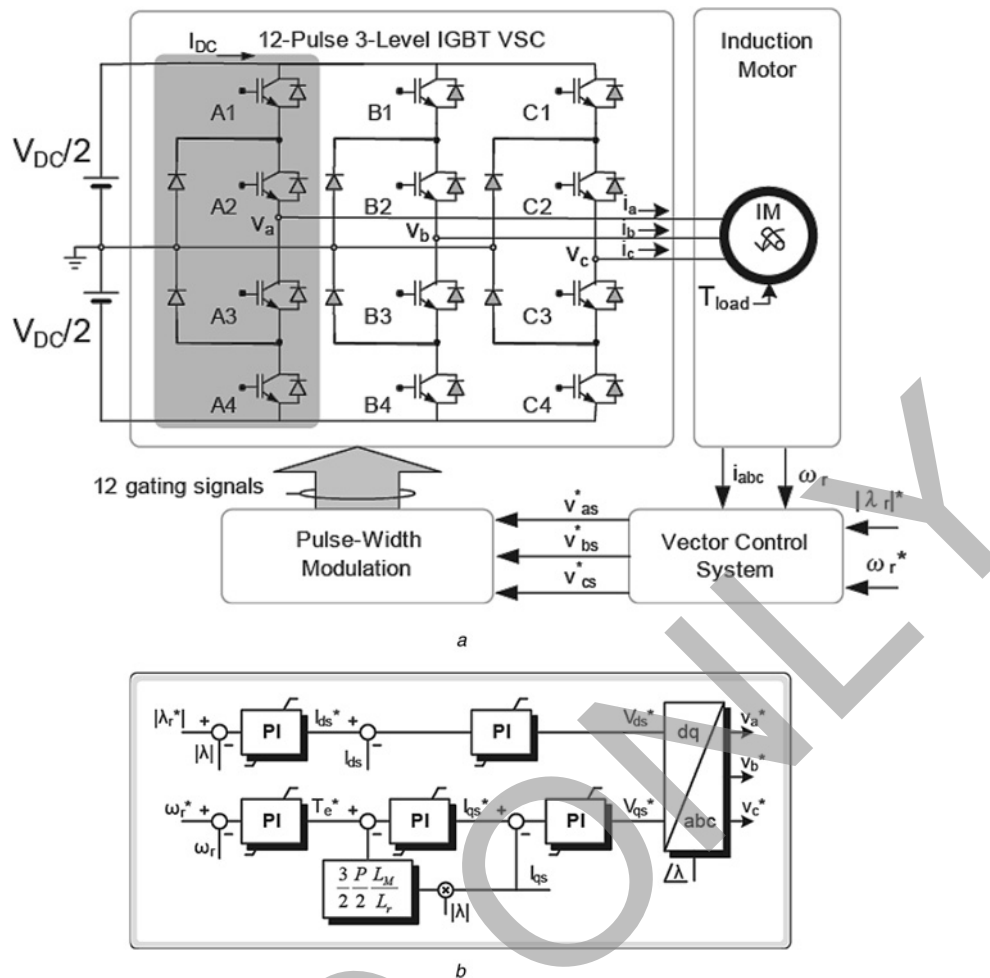 12-Pulse 3-Level IGBT VSC
Induction
Motor
I_DC
A1
B1
C1
V_DC/2
A2
B2
C2
v_a
v_b
v_c
i_a
i_b
i_c
IM
T_load
V_DC/2
A3
B3
C3
A4
B4
C4
12 gating signals
i_abc
ω_r
|λ_r|*
ω_r*
Pulse-Width
Modulation
v*_as
v*_bs
v*_cs
Vector Control
System
a
|λ_r*| + -
|λ|
PI
I_ds* + -
I_ds
PI
V_ds*
dq
abc
v_a*
v_b*
v_c*
∠λ
ω_r* + -
ω_r
PI
T_e* + -
PI
I_qs* + -
PI
V_qs*
3/2 P/2 L_M/L_r
|λ|
I_qs
b
ONLY